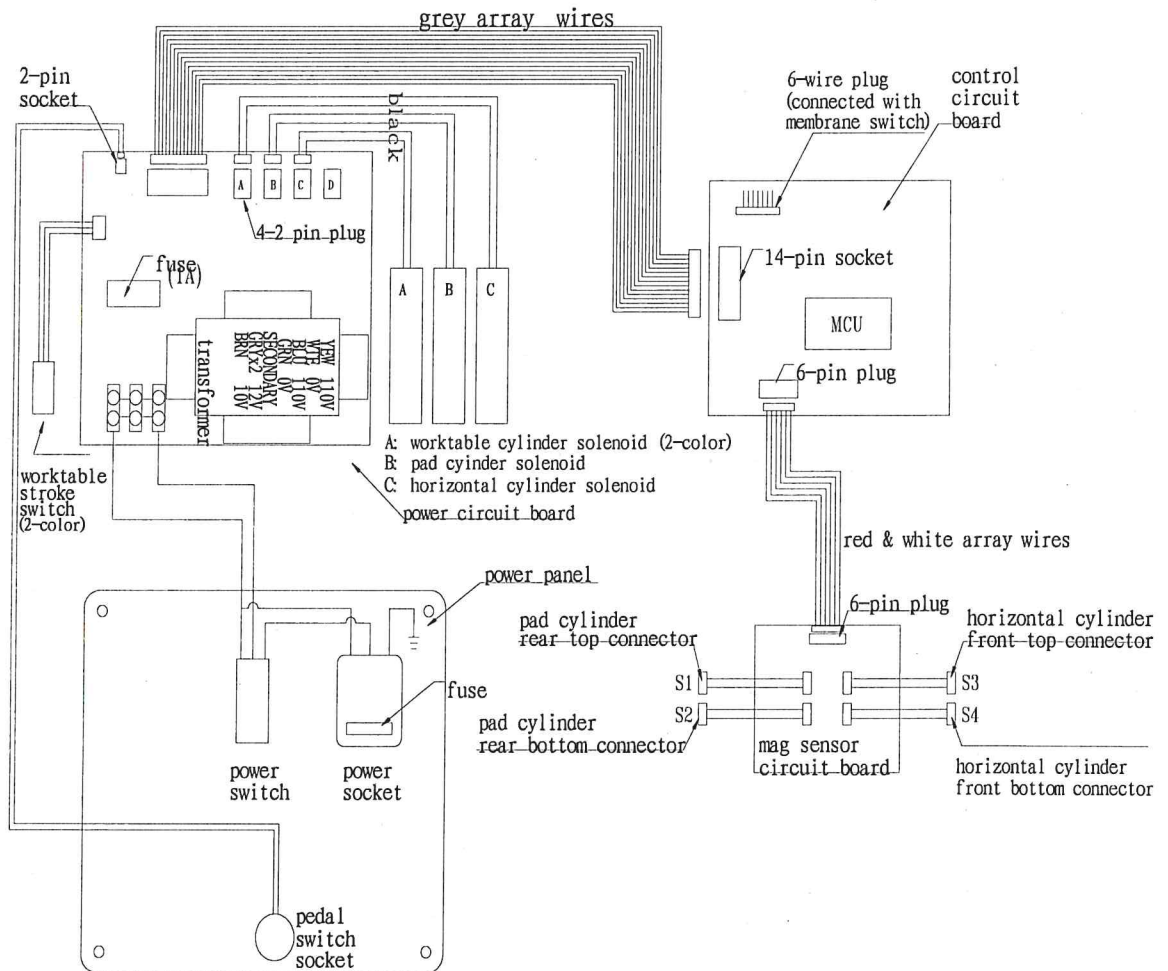 grey array wires
2-pin
socket
6-wire plug
(connected with
membrane switch)
control
circuit
board
black
A
B
C
D
4-2 pin plug
fuse
(1A)
A
B
C
14-pin socket
MCU
6-pin plug
transformer
BRN 10V
GRYx2 12V
SECONDARY
GRN 0V
BLU 110V
WTE 0V
YEW 110V
A: worktable cylinder solenoid (2-color)
B: pad cyinder solenoid
C: horizontal cylinder solenoid
power circuit board
worktable
stroke
switch
(2-color)
red & white array wires
power panel
6-pin plug
pad cylinder
rear top connector
horizontal cylinder
front top connector
S1
S3
S2
S4
fuse
pad cylinder
rear bottom connector
mag sensor
circuit board
horizontal cylinder
front bottom connector
power
switch
power
socket
pedal
switch
socket